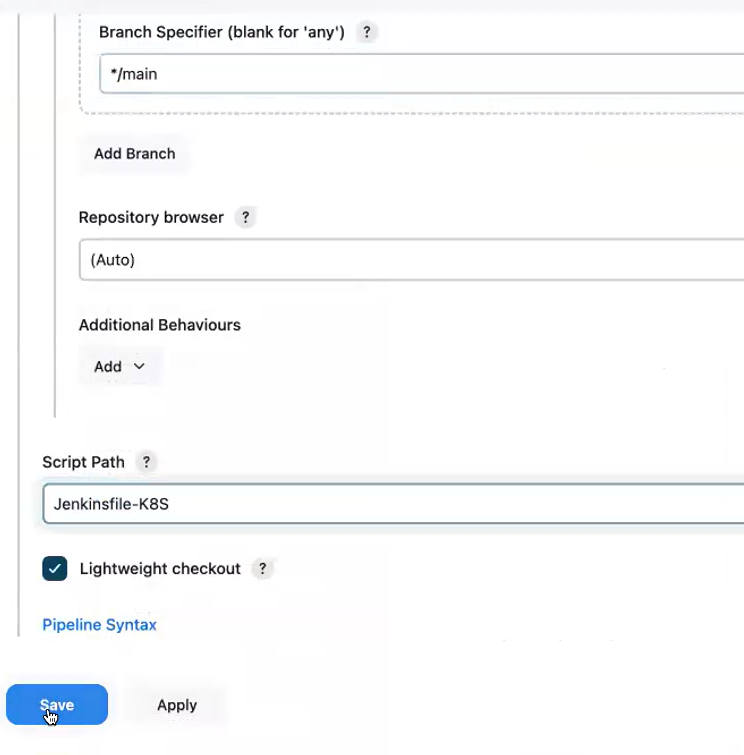 Branch Specifier (blank for 'any') ?
*/main
Add Branch
Repository browser ?
(Auto)
Additional Behaviours
Add
Script Path ?
Jenkinsfile-K8S
Lightweight checkout ?
Pipeline Syntax
Save Apply